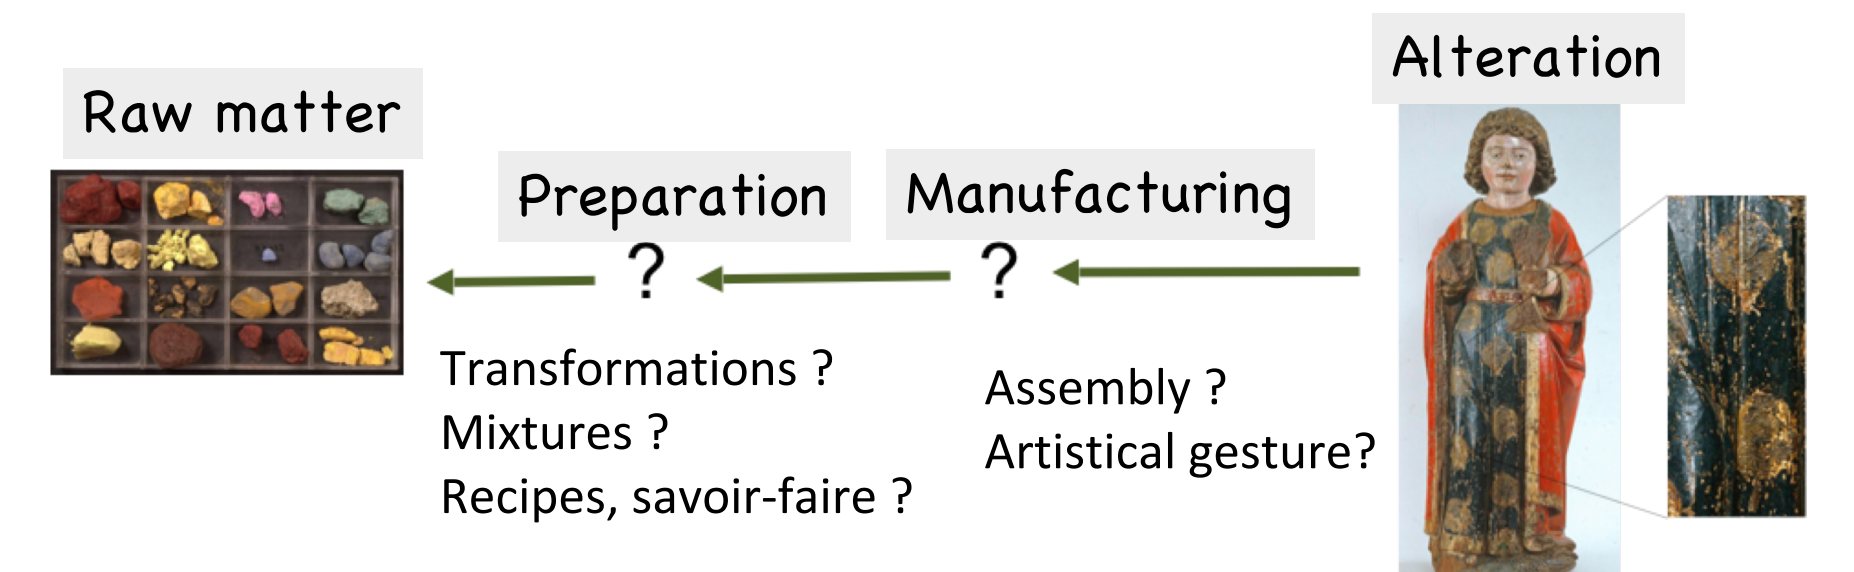 Raw matter
Preparation
Manufacturing
Alteration
?
?
Transformations ?
Mixtures ?
Recipes, savoir-faire ?
Assembly ?
Artistical gesture?